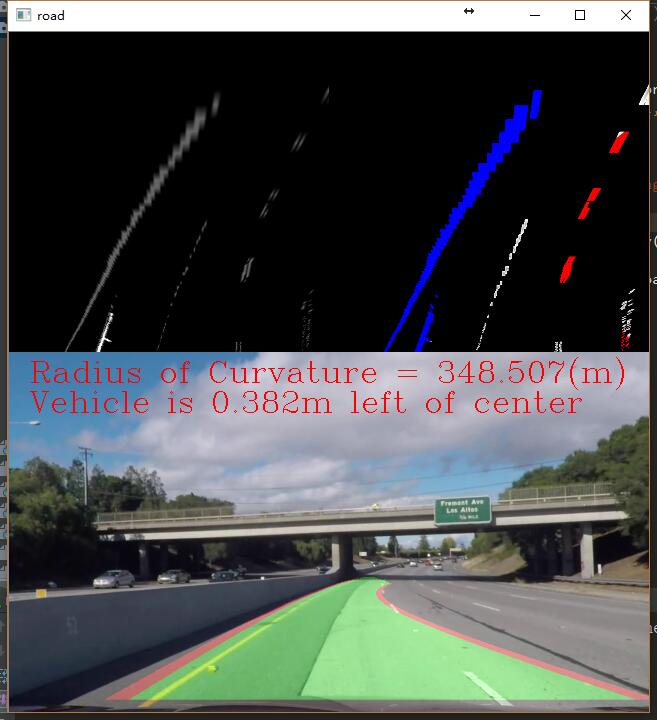 road
Radius of Curvature = 348.507(m)
Vehicle is 0.382m left of center
Fremont Ave
Los Altos